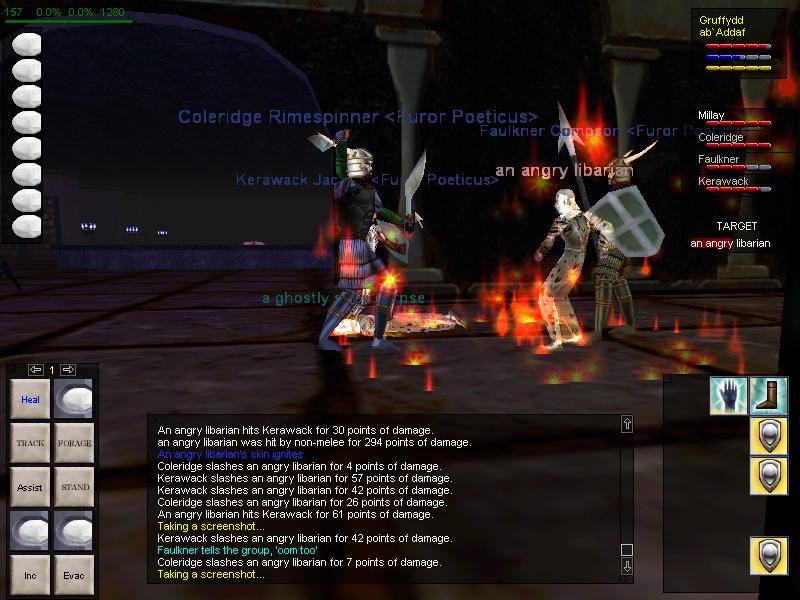 157 0.0% 0.0% 1280
Gruffydd
ab`Addaf
Coleridge Rimespinner <Furor Poeticus>
Faulkner Compson <Furor
Millay
Coleridge
Faulkner
Kerawack
Kerawack Poeticus>
an angry libarian
TARGET
an angry libarian
a ghostly
1
Heal
TRACK FORAGE
Assist STAND
Inc Evac
An angry libarian hits Kerawack for 30 points of damage.
an angry libarian was hit by non-melee for 294 points of damage.
An angry libarian's skin ignites.
Coleridge slashes an angry libarian for 4 points of damage.
Kerawack slashes an angry libarian for 57 points of damage.
Kerawack slashes an angry libarian for 42 points of damage.
Coleridge slashes an angry libarian for 26 points of damage.
An angry libarian hits Kerawack for 61 points of damage.
Taking a screenshot...
Kerawack slashes an angry libarian for 42 points of damage.
Faulkner tells the group, 'oom too'
Coleridge slashes an angry libarian for 7 points of damage.
Taking a screenshot...